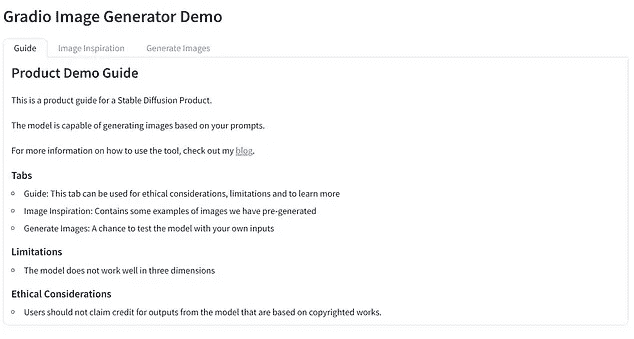 Gradio Image Generator Demo
Guide Image Inspiration Generate Images
Product Demo Guide
This is a product guide for a Stable Diffusion Product.
The model is capable of generating images based on your prompts.
For more information on how to use the tool, check out my blog.
Tabs
Guide: This tab can be used for ethical considerations, limitations and to learn more
Image Inspiration: Contains some examples of images we have pre-generated
Generate Images: A chance to test the model with your own inputs
Limitations
The model does not work well in three dimensions
Ethical Considerations
Users should not claim credit for outputs from the model that are based on copyrighted works.